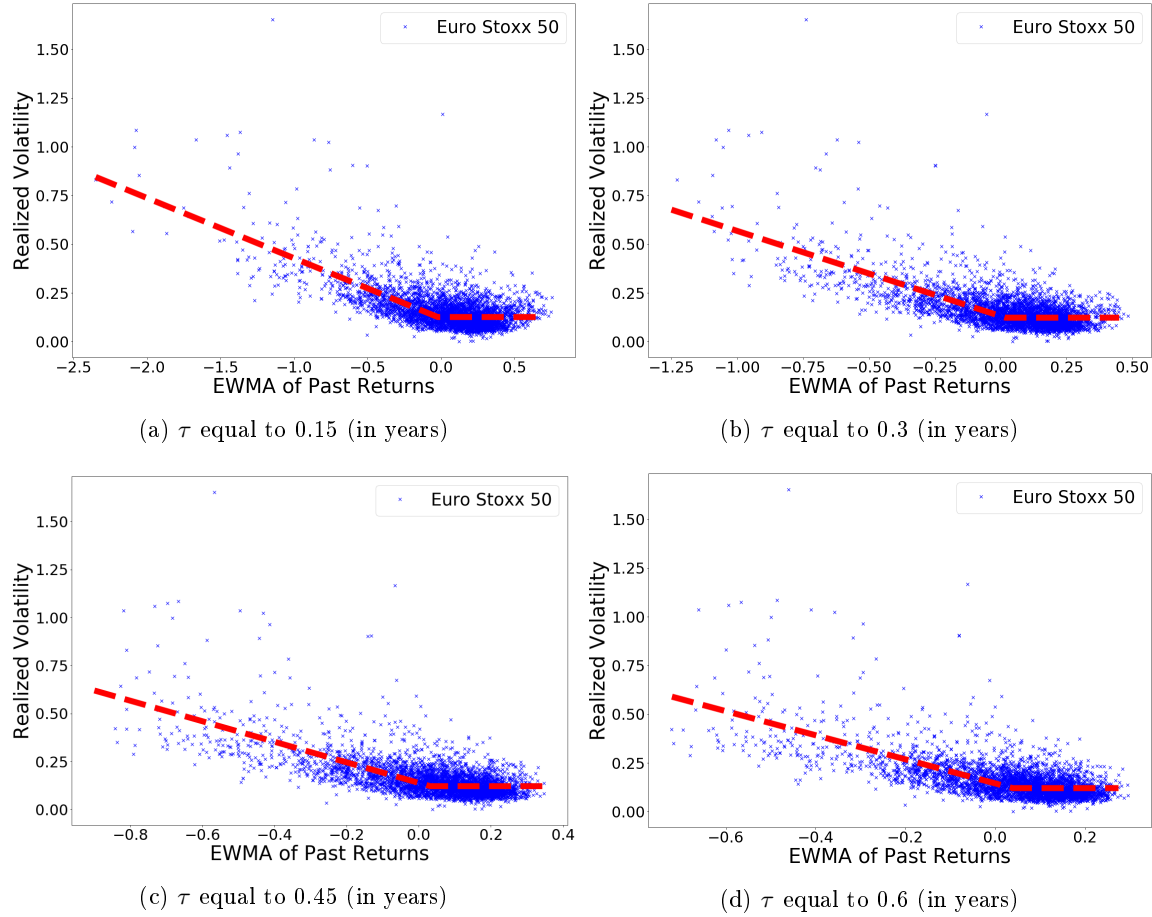 Euro Stoxx 50
Realized Volatility
1.50
1.25
1.00
0.75
0.50
0.25
0.00
−2.5 −2.0 −1.5 −1.0 −0.5 0.0 0.5
EWMA of Past Returns
(a) τ equal to 0.15 (in years)
Euro Stoxx 50
Realized Volatility
1.50
1.25
1.00
0.75
0.50
0.25
0.00
−1.25 −1.00 −0.75 −0.50 −0.25 0.00 0.25 0.50
EWMA of Past Returns
(b) τ equal to 0.3 (in years)
Euro Stoxx 50
Realized Volatility
1.50
1.25
1.00
0.75
0.50
0.25
0.00
−0.8 −0.6 −0.4 −0.2 0.0 0.2 0.4
EWMA of Past Returns
(c) τ equal to 0.45 (in years)
Euro Stoxx 50
Realized Volatility
1.50
1.25
1.00
0.75
0.50
0.25
0.00
−0.6 −0.4 −0.2 0.0 0.2
EWMA of Past Returns
(d) τ equal to 0.6 (in years)